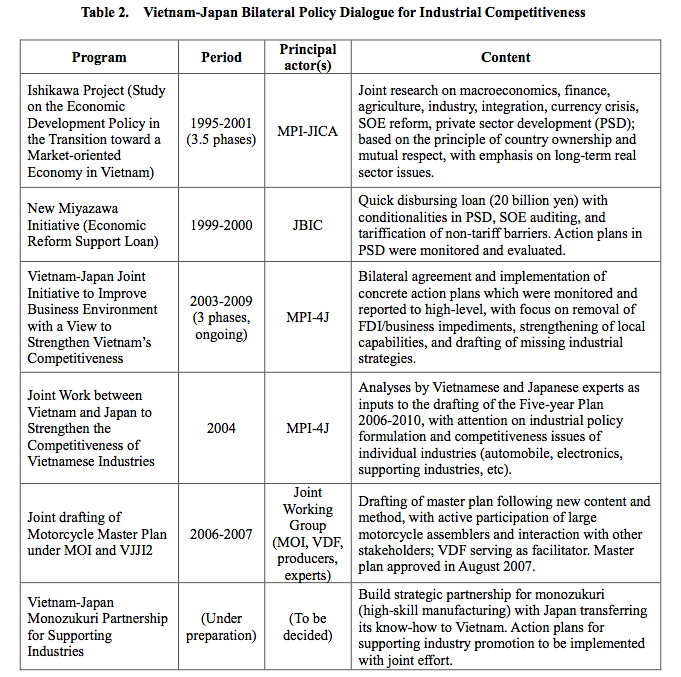 Table 2. Vietnam-Japan Bilateral Policy Dialogue for Industrial Competitiveness
Program
Period
Principal
actor(s)
Content
Ishikawa Project (Study
on the Economic
Development Policy in
the Transition toward a
Market-oriented
Economy in Vietnam)
1995-2001
(3.5 phases)
MPI-JICA
Joint research on macroeconomics, finance,
agriculture, industry, integration, currency crisis,
SOE reform, private sector development (PSD);
based on the principle of country ownership and
mutual respect, with emphasis on long-term real
sector issues.
New Miyazawa
Initiative (Economic
Reform Support Loan)
1999-2000
JBIC
Quick disbursing loan (20 billion yen) with
conditionalities in PSD, SOE auditing, and
tariffication of non-tariff barriers. Action plans in
PSD were monitored and evaluated.
Vietnam-Japan Joint
Initiative to Improve
Business Environment
with a View to
Strengthen Vietnam's
Competitiveness
2003-2009
(3 phases,
ongoing)
MPI-4J
Bilateral agreement and implementation of
concrete action plans which were monitored and
reported to high-level, with focus on removal of
FDI/business impediments, strengthening of local
capabilities, and drafting of missing industrial
strategies.
Joint Work between
Vietnam and Japan to
Strengthen the
Competitiveness of
Vietnamese Industries
2004
MPI-4J
Analyses by Vietnamese and Japanese experts as
inputs to the drafting of the Five-year Plan
2006-2010, with attention on industrial policy
formulation and competitiveness issues of
individual industries (automobile, electronics,
supporting industries, etc).
Joint drafting of
Motorcycle Master Plan
under MOI and VJJI2
2006-2007
Joint
Working
Group
(MOI, VDF,
producers,
experts)
Drafting of master plan following new content and
method, with active participation of large
motorcycle assemblers and interaction with other
stakeholders; VDF serving as facilitator. Master
plan approved in August 2007.
Vietnam-Japan
Monozukuri Partnership
for Supporting
Industries
(Under
preparation)
(To be
decided)
Build strategic partnership for monozukuri
(high-skill manufacturing) with Japan transferring
its know-how to Vietnam. Action plans for
supporting industry promotion to be implemented
with joint effort.